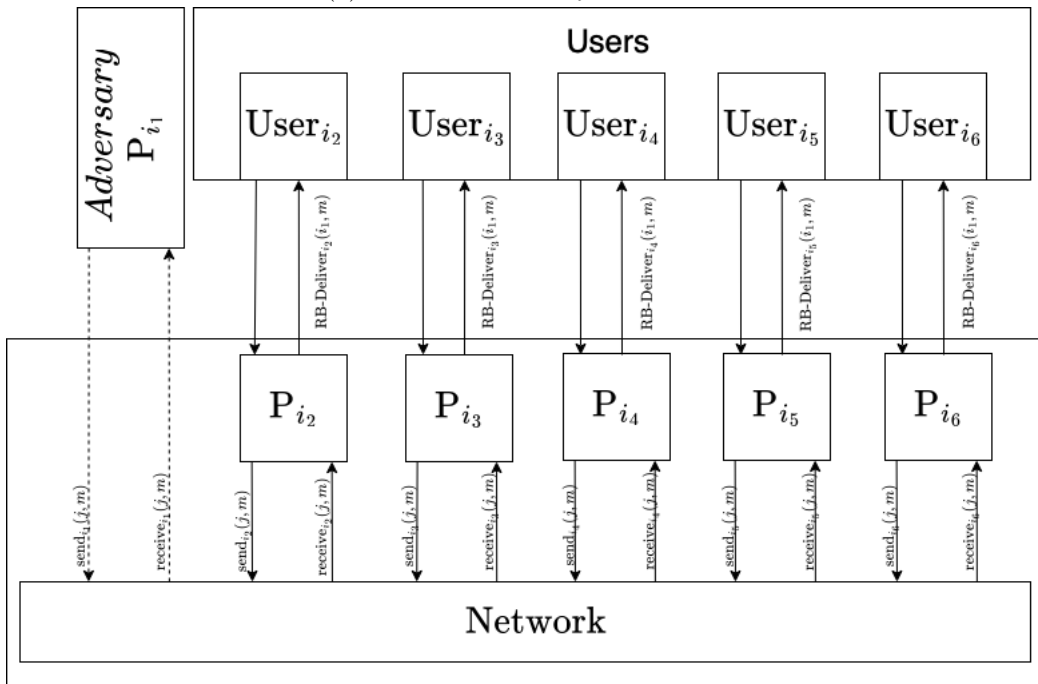 Users
Adversary
P_{i_1}
User_{i_2}
User_{i_3}
User_{i_4}
User_{i_5}
User_{i_6}
RB-Deliver_{i_2}(i_1, m)
RB-Deliver_{i_3}(i_1, m)
RB-Deliver_{i_4}(i_1, m)
RB-Deliver_{i_5}(i_1, m)
RB-Deliver_{i_6}(i_1, m)
P_{i_2}
P_{i_3}
P_{i_4}
P_{i_5}
P_{i_6}
send_{i_1}(j, m)
receive_{i_1}(j, m)
send_{i_2}(j, m)
receive_{i_2}(j, m)
send_{i_3}(j, m)
receive_{i_3}(j, m)
send_{i_4}(j, m)
receive_{i_4}(j, m)
send_{i_5}(j, m)
receive_{i_5}(j, m)
send_{i_6}(j, m)
receive_{i_6}(j, m)
Network